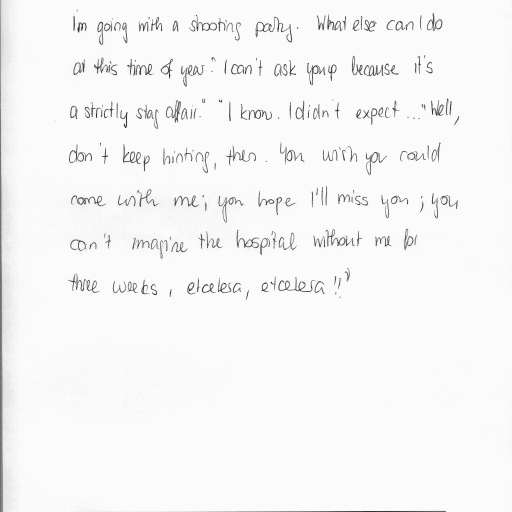 I'm going with a shooting party. What else can I do
at this time of year? I can't ask you up because it's
a strictly stag affair." "I know. I didn't expect ..." "Well,
don't keep hinting, then. You wish you could
come with me; you hope I'll miss you; you
can't imagine the hospital without me for
three weeks, etcetera, etcetera!!"